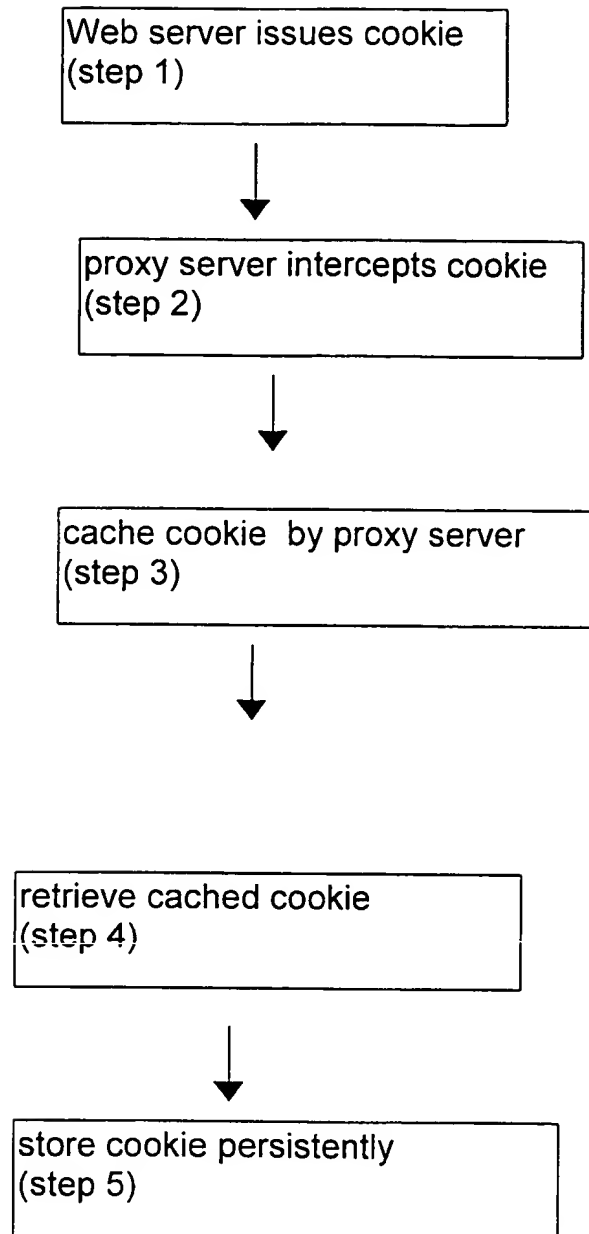 Web server issues cookie
(step 1)
proxy server intercepts cookie
(step 2)
cache cookie by proxy server
(step 3)
retrieve cached cookie
(step 4)
store cookie persistently
(step 5)